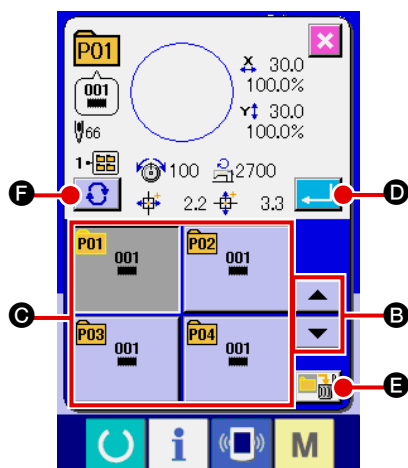 P01
001
66
X 30.0
100.0%
Y 30.0
100.0%
1-
100 2700
2.2 3.3
F
D
P01 001
P02 001
C
B
P03 001
P04 001
P
E
i
M